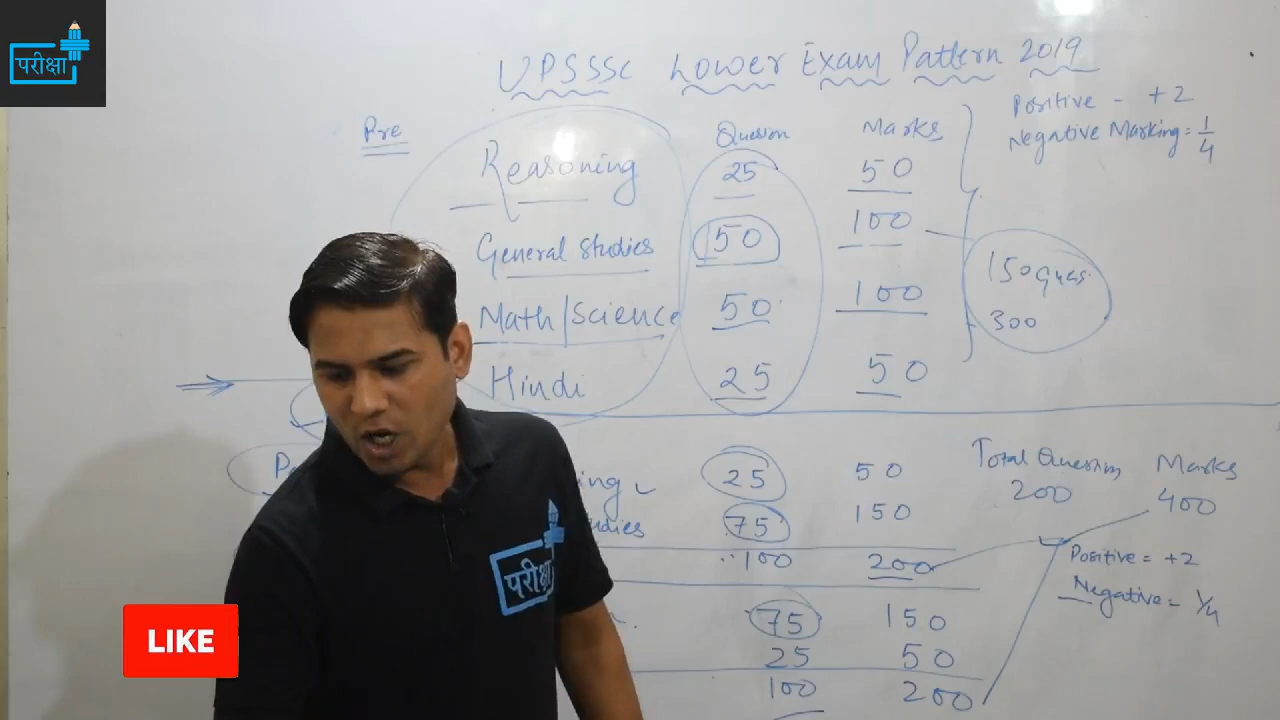 परीक्षा
UPSSSC Lower Exam Pattern 2019
Positive - +2
Negative Marking = 1/4
Pre
Question Marks
Reasoning 25 50
General Studies 50 100
Math/Science 50 100
Hindi 25 50
150 Ques.
300
Total Question Marks
200 400
25 50
75 150
100 200
Positive = +2
Negative = 1/4
75 150
25 50
100 200
परीक्षा
LIKE